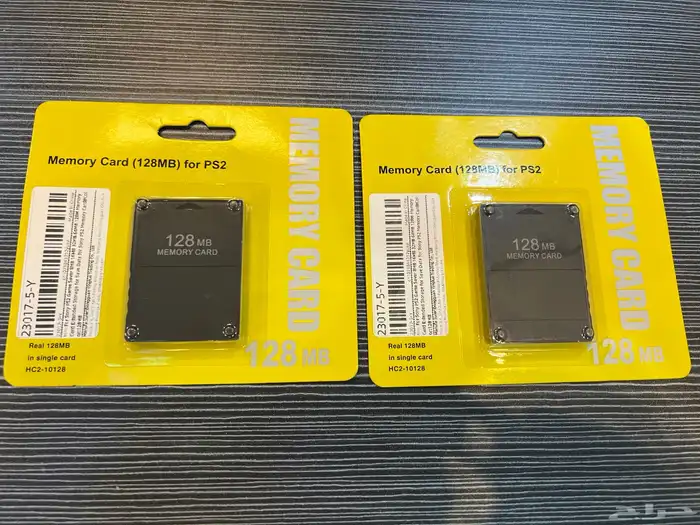 Memory Card (128MB) for PS2
MEMORY CARD
128 MB
MEMORY CARD
23017-5-Y
Real 128MB
in single card
HC2-10128
128 MB
Memory Card (128MB) for PS2
MEMORY CARD
128 MB
MEMORY CARD
23017-5-Y
Real 128MB
in single card
HC2-10128
128 MB
حراج